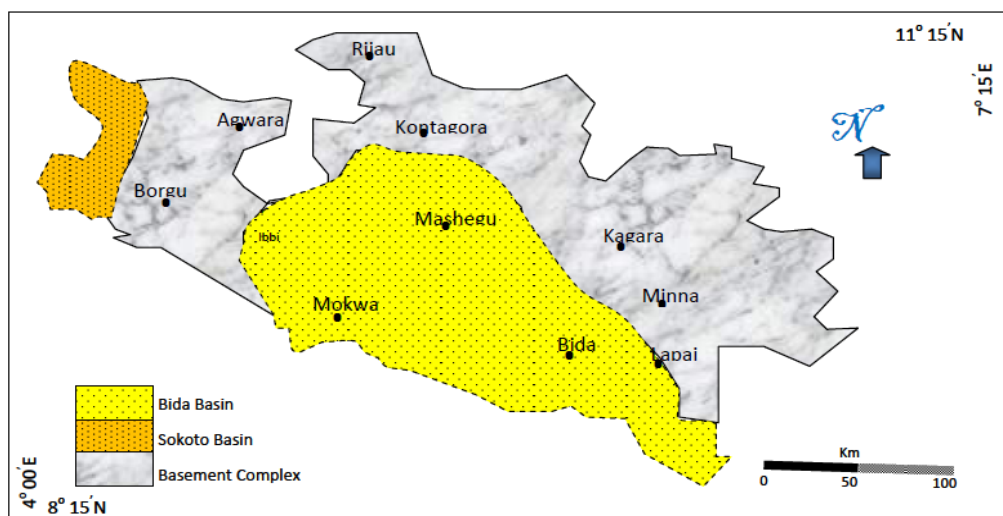 11° 15'N
7° 15'E
N
Rijau
Agwara
Kontagora
Borgu
Ibbi
Mashegu
Kagara
Mokwa
Minna
Bida
Lapai
Bida Basin
Sokoto Basin
Basement Complex
Km
0 50 100
4° 00'E
8° 15'N